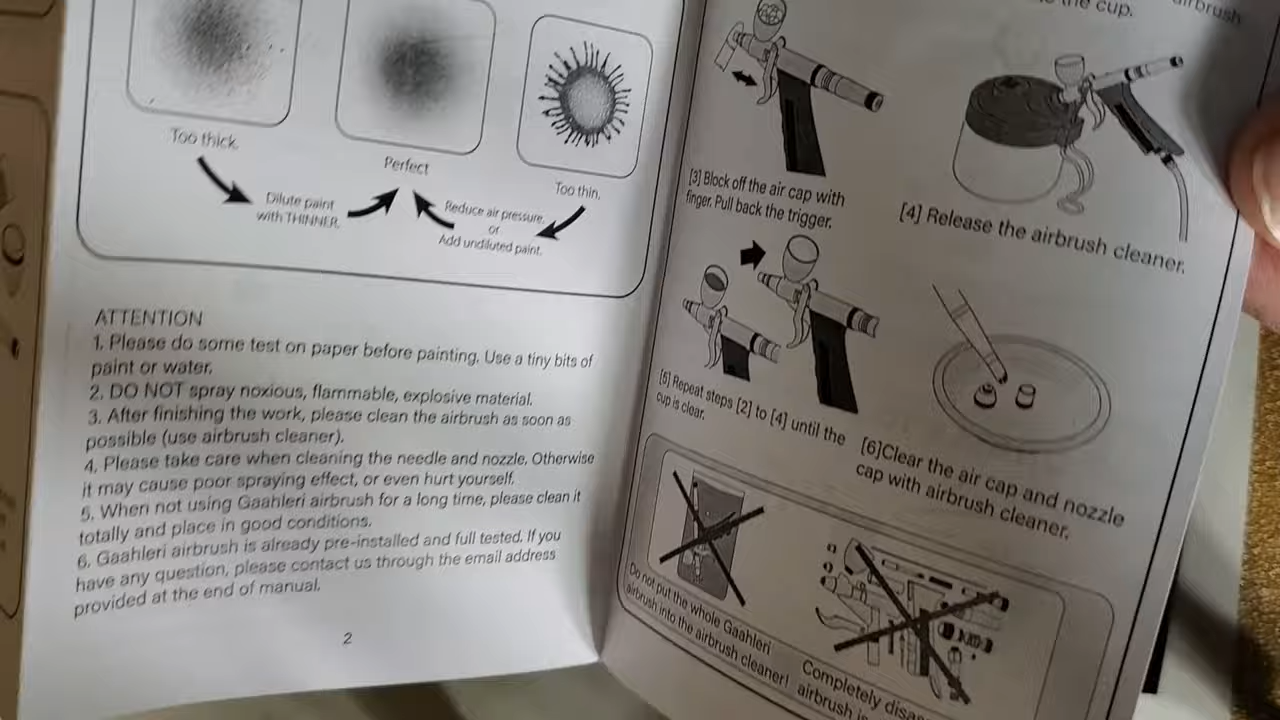 Too thick.
Perfect
Too thin.
Dilute paint
with THINNER.
Reduce air pressure.
or
Add undiluted paint.
ATTENTION
1. Please do some test on paper before painting. Use a tiny bits of
paint or water.
2. DO NOT spray noxious, flammable, explosive material.
3. After finishing the work, please clean the airbrush as soon as
possible (use airbrush cleaner).
4. Please take care when cleaning the needle and nozzle. Otherwise
it may cause poor spraying effect, or even hurt yourself.
5. When not using Gaahleri airbrush for a long time, please clean it
totally and place in good conditions.
6. Gaahleri airbrush is already pre-installed and full tested. If you
have any question, please contact us through the email address
provided at the end of manual.
2
the cup.
airbrush
[3] Block off the air cap with
finger. Pull back the trigger.
[4] Release the airbrush cleaner.
[5] Repeat steps [2] to [4] until the
cup is clear.
[6]Clear the air cap and nozzle
cap with airbrush cleaner.
Do not put the whole Gaahleri
airbrush into the airbrush cleaner!
Completely
airbrush